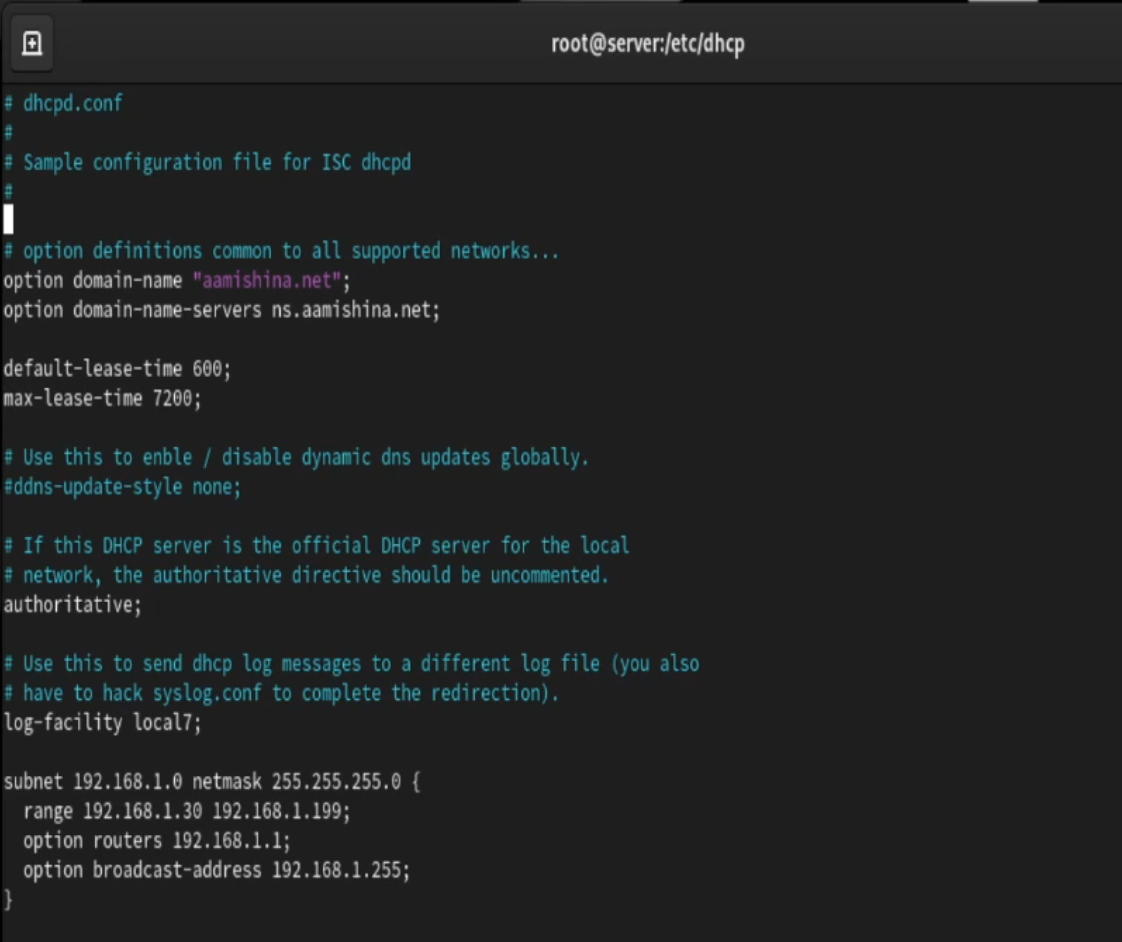 root@server:/etc/dhcp
# dhcpd.conf
#
# Sample configuration file for ISC dhcpd
#
# option definitions common to all supported networks...
option domain-name "aamishina.net";
option domain-name-servers ns.aamishina.net;
default-lease-time 600;
max-lease-time 7200;
# Use this to enble / disable dynamic dns updates globally.
#ddns-update-style none;
# If this DHCP server is the official DHCP server for the local
# network, the authoritative directive should be uncommented.
authoritative;
# Use this to send dhcp log messages to a different log file (you also
# have to hack syslog.conf to complete the redirection).
log-facility local7;
subnet 192.168.1.0 netmask 255.255.255.0 {
  range 192.168.1.30 192.168.1.199;
  option routers 192.168.1.1;
  option broadcast-address 192.168.1.255;
}